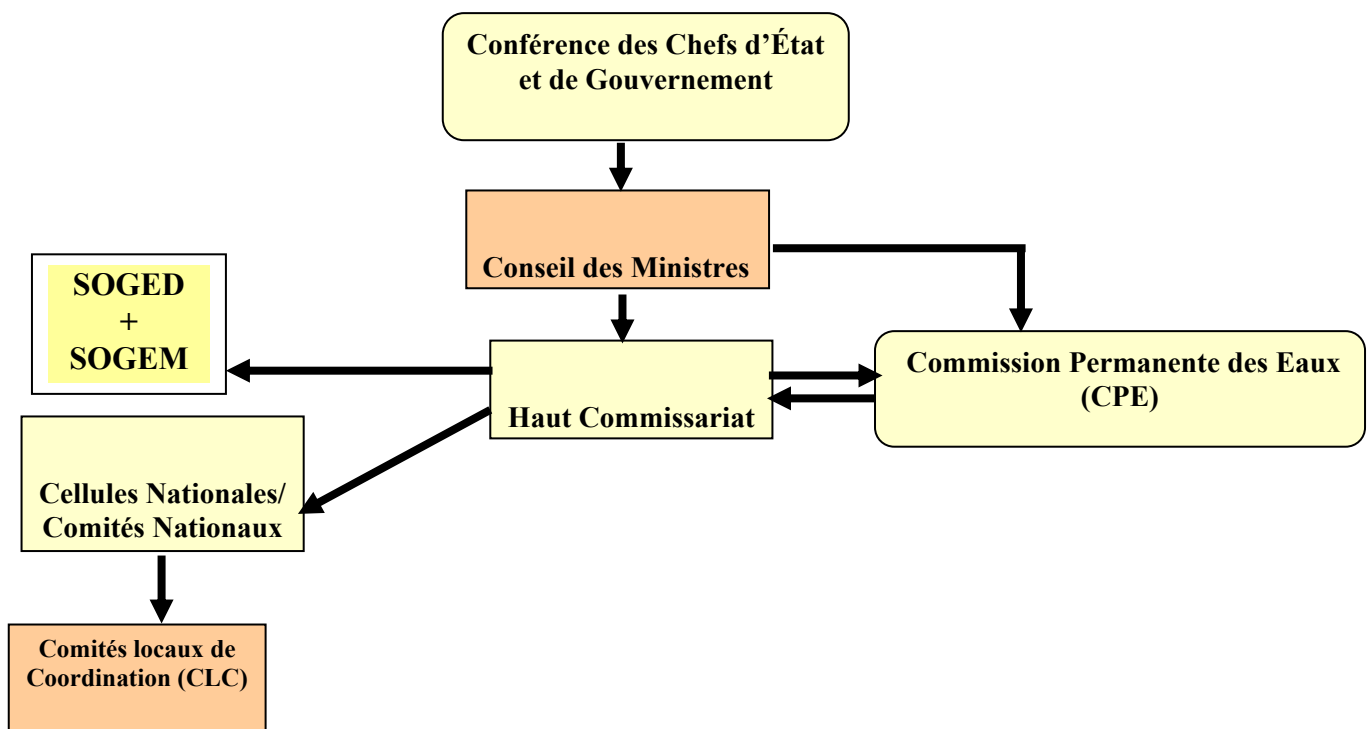 Conférence des Chefs d’État
et de Gouvernement
Conseil des Ministres
SOGED
+
SOGEM
Haut Commissariat
Commission Permanente des Eaux
(CPE)
Cellules Nationales/
Comités Nationaux
Comités locaux de
Coordination (CLC)